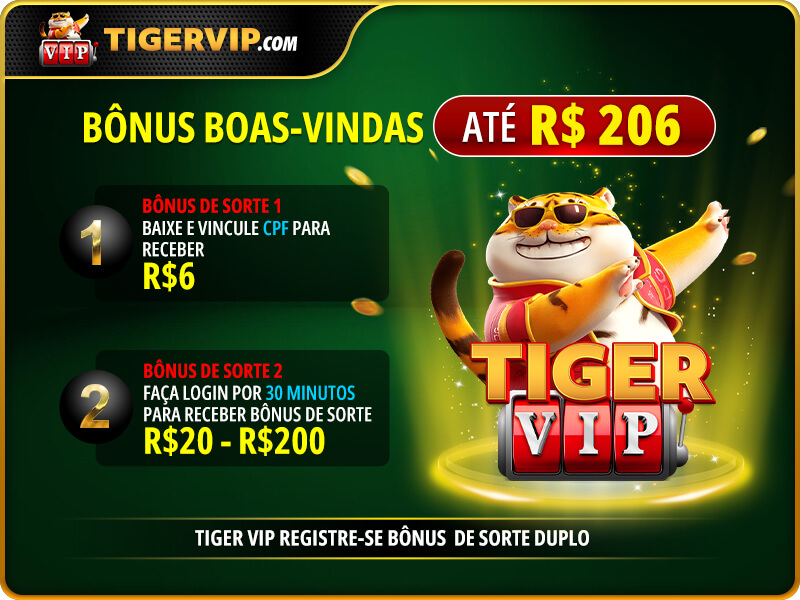 VIP TIGERVIP.COM
BÔNUS BOAS-VINDAS ATÉ R$ 206
1
BÔNUS DE SORTE 1
BAIXE E VINCULE CPF PARA
RECEBER
R$6
2
BÔNUS DE SORTE 2
FAÇA LOGIN POR 30 MINUTOS
PARA RECEBER BÔNUS DE SORTE
R$20 - R$200
TIGER
VIP
TIGER VIP REGISTRE-SE BÔNUS DE SORTE DUPLO